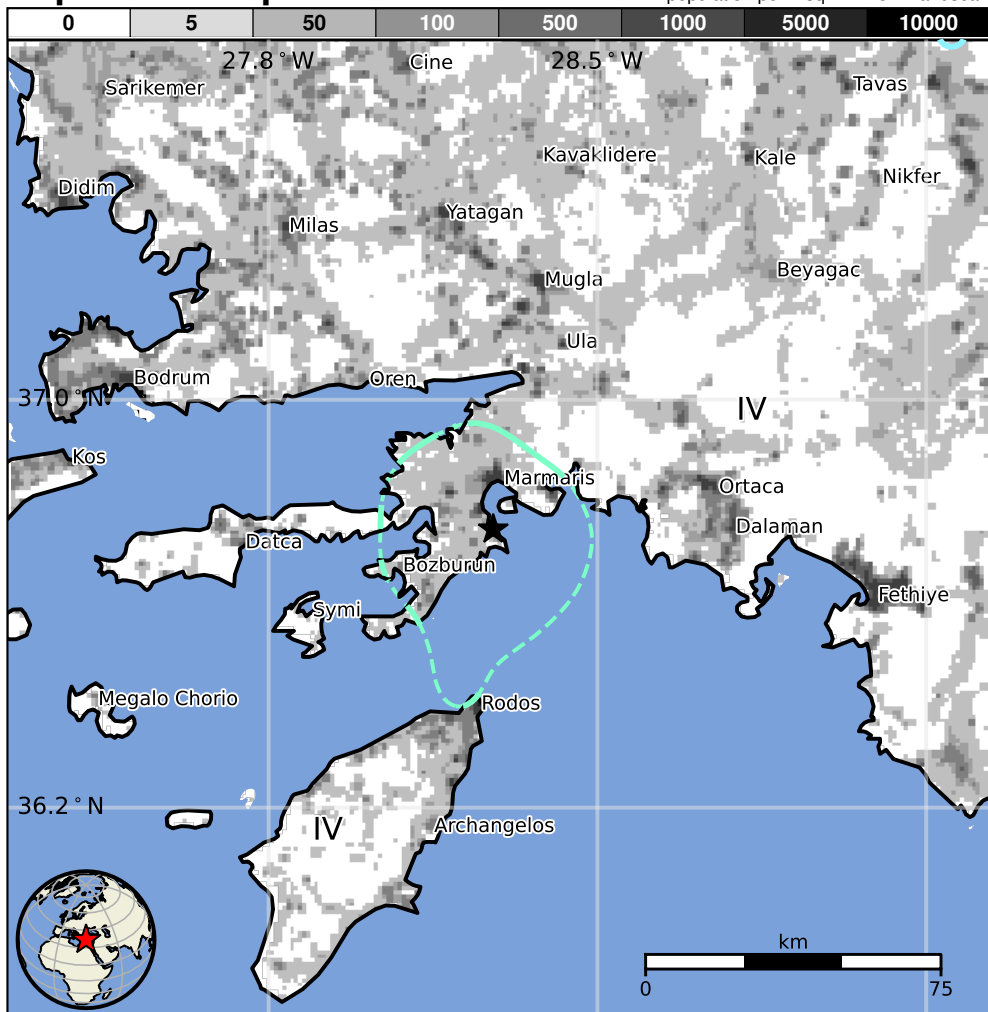 0 5 50 100 500 1000 5000 10000
27.8°W 28.5°W
Cine
Sarikemer
Tavas
Kavaklidere
Kale
Nikfer
Didim
Yatagan
Milas
Beyagac
Mugla
Ula
Bodrum
Oren
37.0°N
IV
Kos
Marmaris
Ortaca
Dalaman
Datca
Bozburun
Fethiye
Symi
Megalo Chorio
Rodos
36.2°N
IV
Archangelos
km
0 75